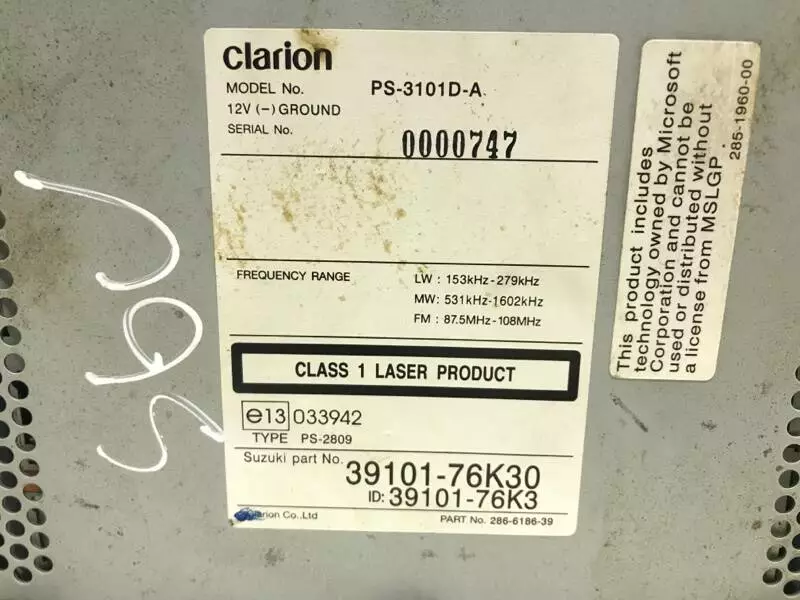 clarion
MODEL No. PS-3101D-A
12V (−) GROUND
SERIAL No. 0000747
FREQUENCY RANGE LW : 153kHz-279kHz
MW: 531kHz-1602kHz
FM : 87.5MHz-108MHz
CLASS 1 LASER PRODUCT
e13 033942
TYPE PS-2809
Suzuki part No. 39101-76K30
ID: 39101-76K3
Co.,Ltd PART No. 286-6186-39
This product includes
technology owned by Microsoft
Corporation and cannot be
used or distributed without
a license from MSLGP.
285-1960-00